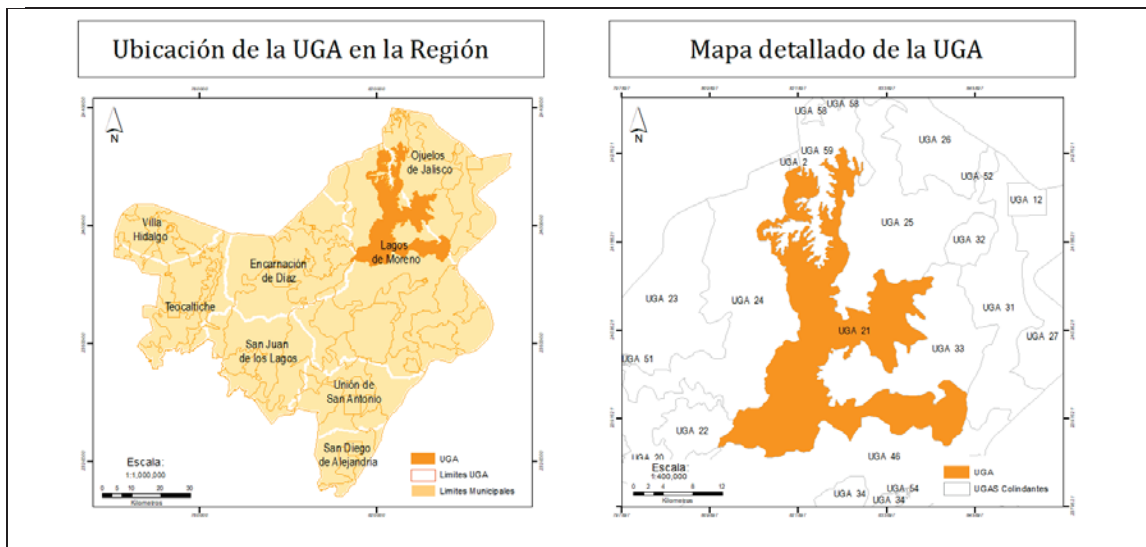 Ubicación de la UGA en la Región
N
Ojuelos
de Jalisco
Villa
Hidalgo
Lagos
de Moreno
Encarnación
de Diaz
Teocaltiche
San Juan
de los Lagos
Unión de
San Antonio
San Diego
de Alejandria
Escala:
1:1,000,000
0 5 10 20 30
Kilometros
UGA
Limites UGA
Limites Municipales
Mapa detallado de la UGA
N
UGA 58
UGA 58
UGA 59
UGA 2
UGA 26
UGA 52
UGA 12
UGA 25
UGA 32
UGA 23
UGA 24
UGA 31
UGA 21
UGA 33
UGA 27
UGA 51
UGA 22
UGA 20
UGA 46
UGA 34
UGA 54
UGA 34
Escala:
1:400,000
0 2 4 8 12
Kilometros
UGA
UGAS Colindantes